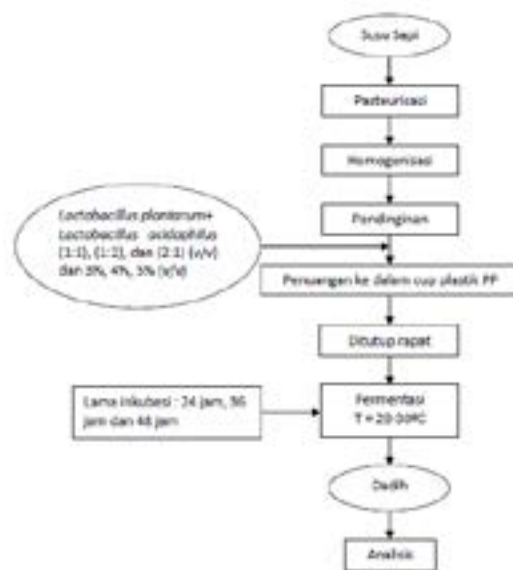 Susu Sapi
Pasteurisasi
Homogenisasi
Pendinginan
Lactobacillus plantarum+
Lactobacillus acidophilus
(1:1), (1:2), dan (2:1) (v/v)
dan 3%, 4%, 5% (v/v)
Penuangan ke dalam cup plastik PP
Ditutup rapat
Lama inkubasi : 24 jam, 36
jam dan 48 jam
Fermentasi
T = 28-30ºC
Dadih
Analisis